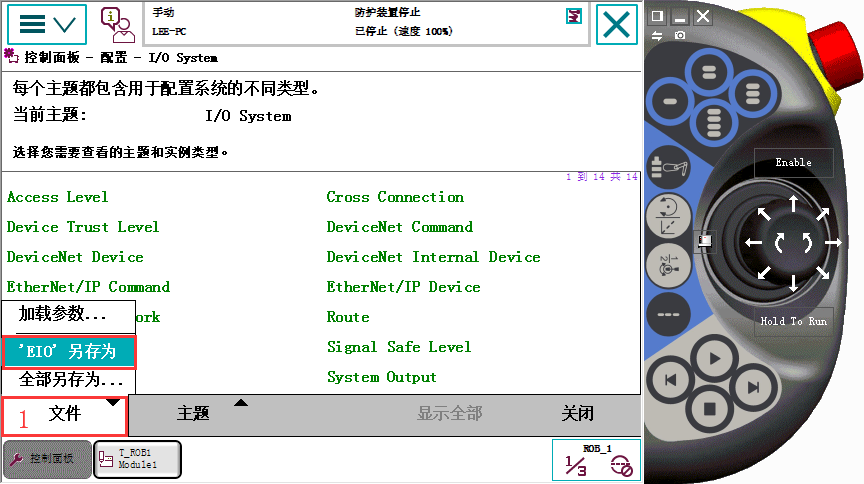 手动
LEE-PC
防护装置停止
已停止 (速度 100%)
控制面板 - 配置 - I/O System
每个主题都包含用于配置系统的不同类型。
当前主题: I/O System
选择您需要查看的主题和实例类型。
1 到 14 共 14
Access Level
Cross Connection
Device Trust Level
DeviceNet Command
DeviceNet Device
DeviceNet Internal Device
EtherNet/IP Command
EtherNet/IP Device
ork
Route
Signal Safe Level
System Output
加载参数...
'EIO' 另存为
全部另存为...
1 文件
主题
显示全部
关闭
控制面板
T_ROB1
Module1
ROB_1
1/3
Enable
Hold To Run